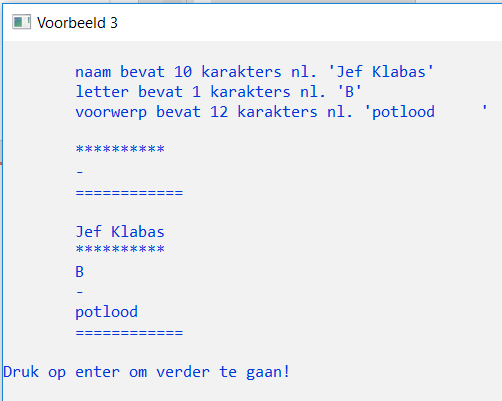 Voorbeeld 3
naam bevat 10 karakters nl. 'Jef Klabas'
letter bevat 1 karakters nl. 'B'
voorwerp bevat 12 karakters nl. 'potlood     '
**********
-
============
Jef Klabas
**********
B
-
potlood
============
Druk op enter om verder te gaan!